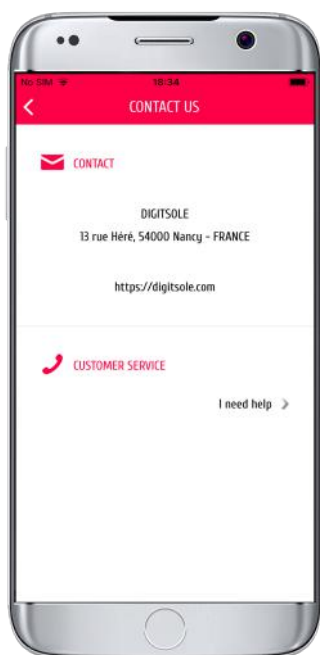 No SIM 18:34
CONTACT US
CONTACT
DIGITSOLE
13 rue Héré, 54000 Nancy - FRANCE
https://digitsole.com
CUSTOMER SERVICE
I need help